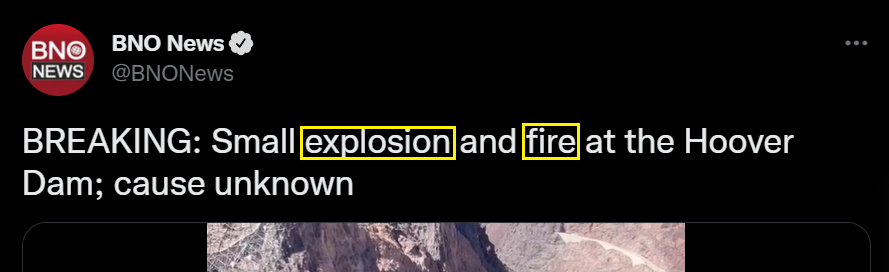 BNO
NEWS
BNO News
@BNONews
BREAKING: Small explosion and fire at the Hoover
Dam; cause unknown